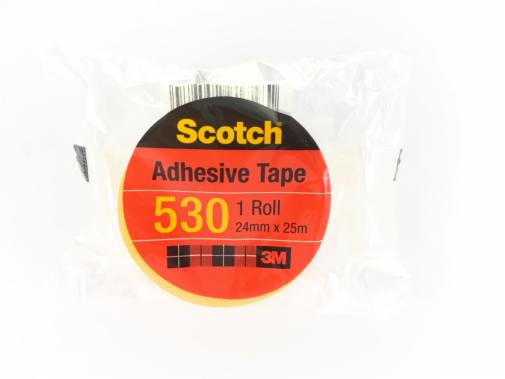 Scotch
Adhesive Tape
530
1 Roll
24mm x 25m
3M